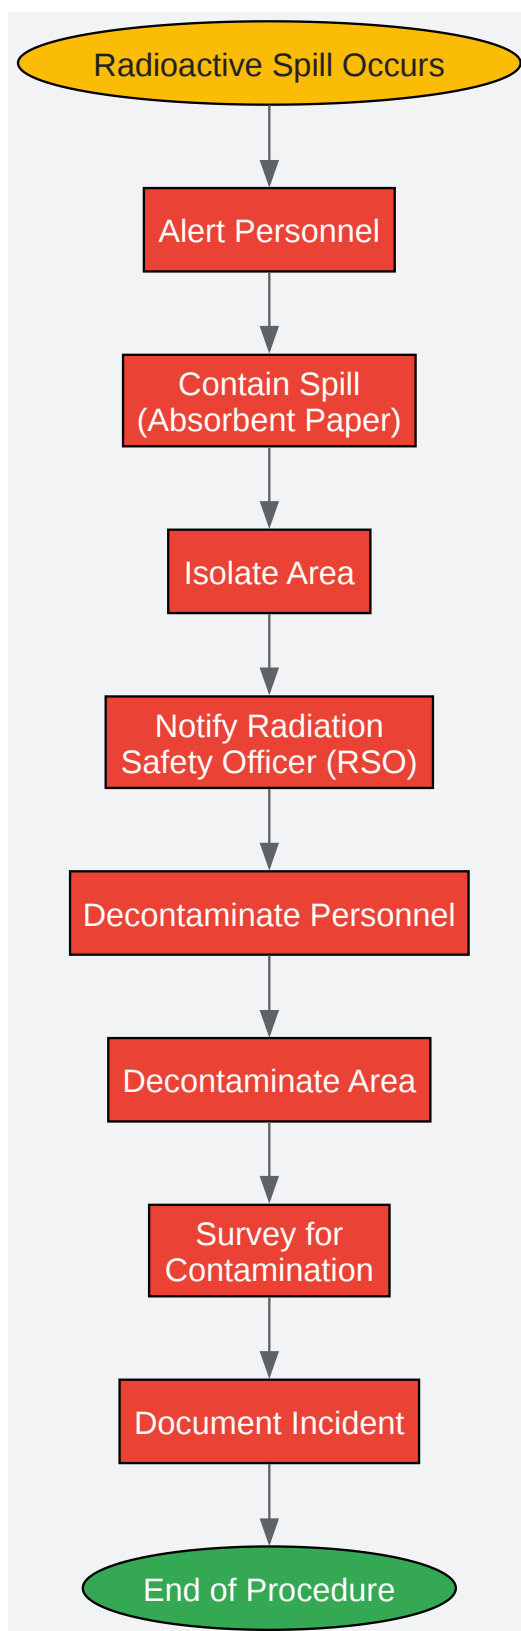 Radioactive Spill Occurs
Alert Personnel
Contain Spill
(Absorbent Paper)
Isolate Area
Notify Radiation
Safety Officer (RSO)
Decontaminate Personnel
Decontaminate Area
Survey for
Contamination
Document Incident
End of Procedure